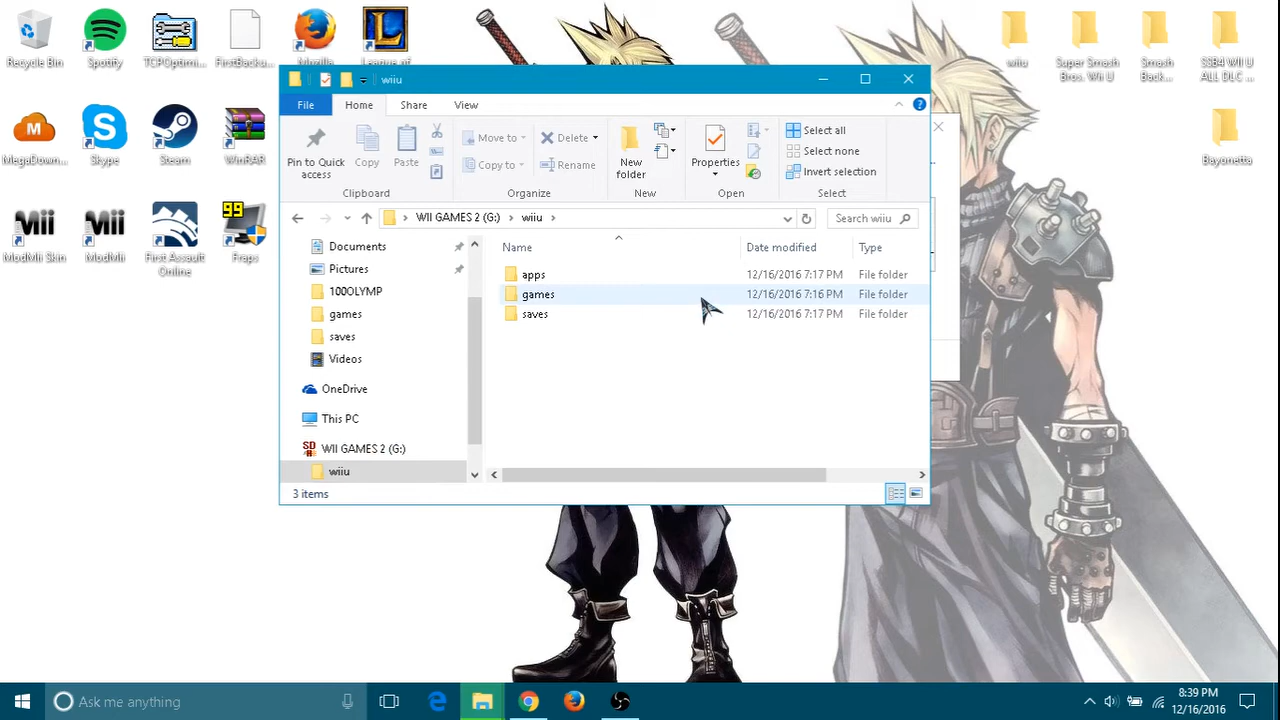 Recycle Bin
Spotify
TCPOptimi...
FirstBacku...
Mozilla
League of
wiiu
Super Smash
Bros. Wii U
Smash
Back...
SSB4 WII U
ALL DLC ...
MegaDown...
Skype
Steam
WinRAR
Bayonetta
Mii
Mii
99
ModMii Skin
ModMii
First Assault
Online
Fraps
wiiu
File
Home
Share
View
Pin to Quick
access
Copy
Paste
Move to
Copy to
Delete
Rename
New
folder
Properties
Select all
Select none
Invert selection
Clipboard
Organize
New
Open
Select
WII GAMES 2 (G:)
wiiu
Search wiiu
Documents
Pictures
100OLYMP
games
saves
Videos
OneDrive
This PC
WII GAMES 2 (G:)
wiiu
Name
Date modified
Type
apps
12/16/2016 7:17 PM
File folder
games
12/16/2016 7:16 PM
File folder
saves
12/16/2016 7:17 PM
File folder
3 items
Ask me anything
8:39 PM
12/16/2016